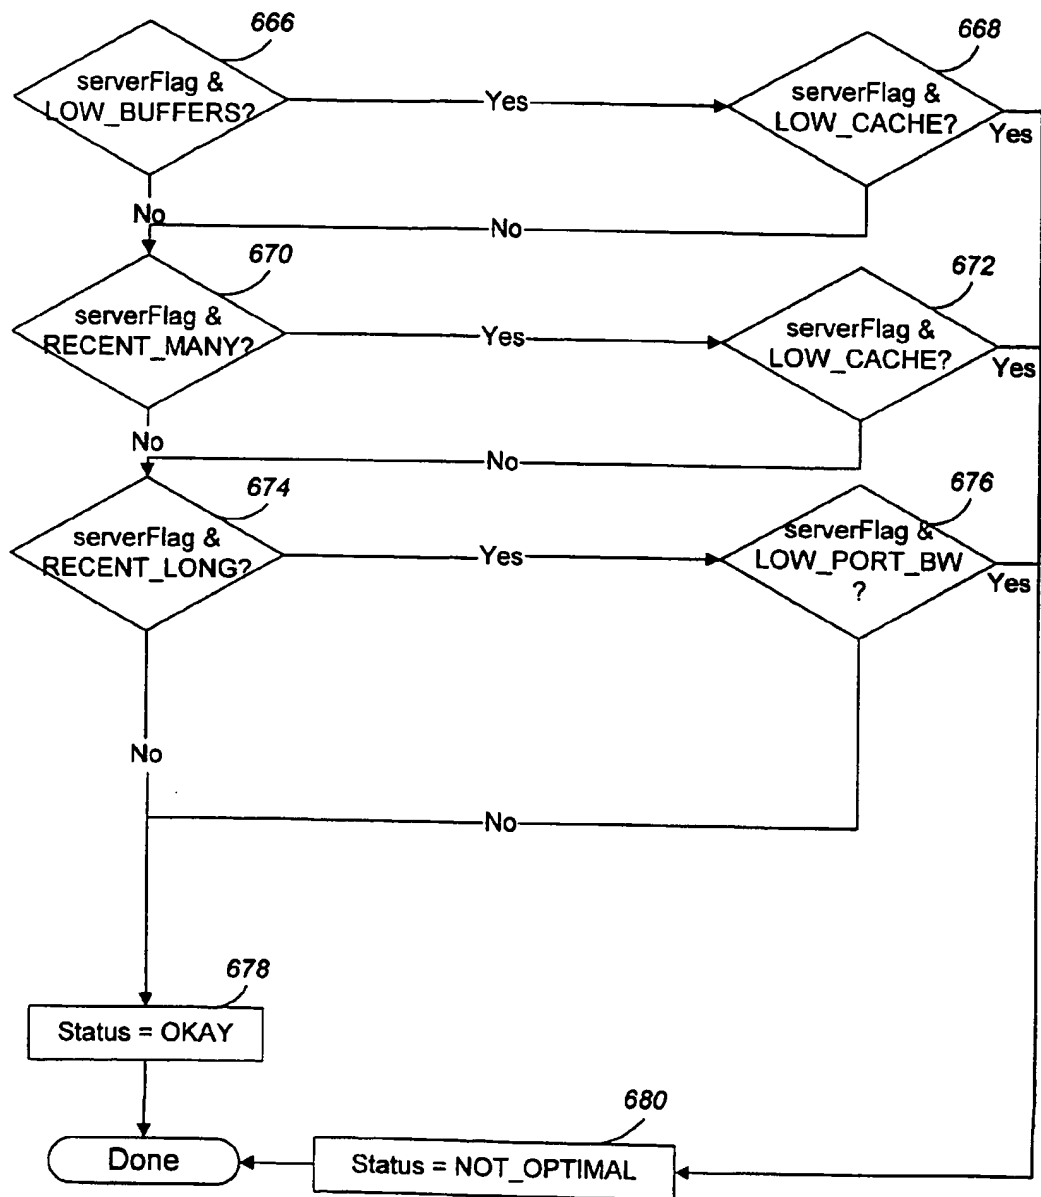 666
serverFlag &
LOW_BUFFERS?
Yes
668
serverFlag &
LOW_CACHE?
Yes
No
No
670
serverFlag &
RECENT_MANY?
Yes
672
serverFlag &
LOW_CACHE?
Yes
No
No
674
serverFlag &
RECENT_LONG?
Yes
676
serverFlag &
LOW_PORT_BW
?
Yes
No
No
678
Status = OKAY
680
Done
Status = NOT_OPTIMAL